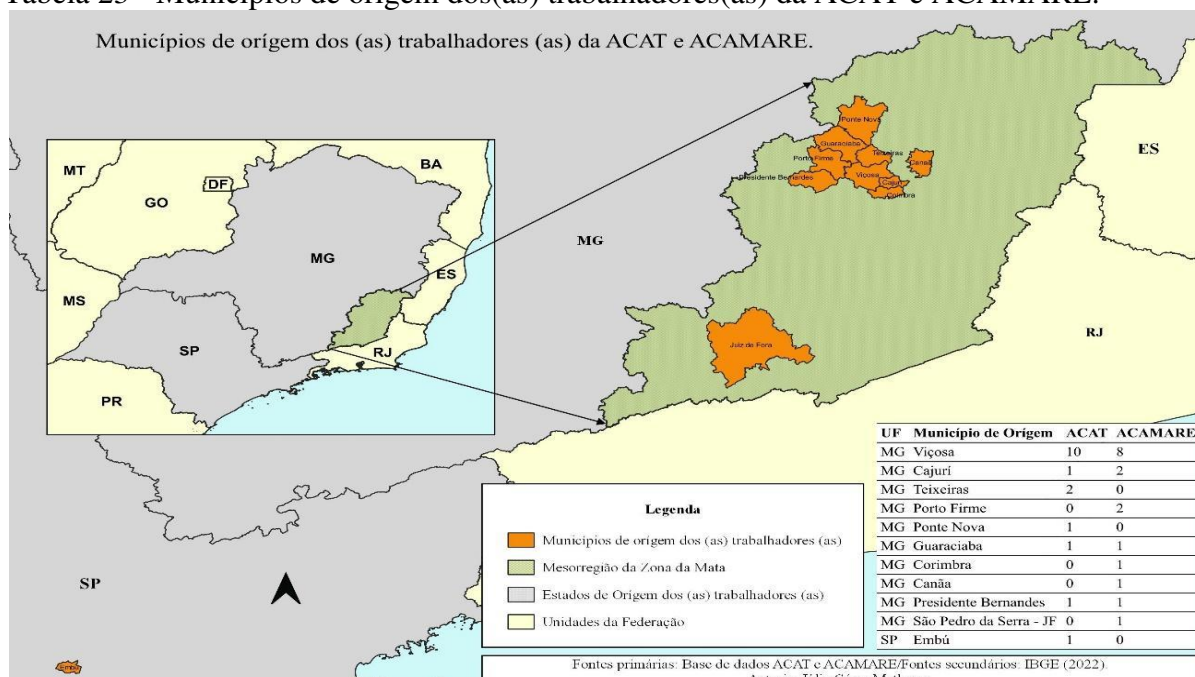 Tabela 25 - Municípios de origem dos(as) trabalhadores(as) da ACAT e ACAMARE.
Municípios de orígem dos (as) trabalhadores (as) da ACAT e ACAMARE.
MT
DF
BA
GO
MG
MS
ES
SP
RJ
PR
Ponte Nova
Guaraciaba
Porto Firme
Teixeiras
Canaã
Presidente Bernardes
Viçosa
Cajuri
Coimbra
Juiz de Fora
MG
ES
RJ
SP
Embú
Legenda
Municípios de orígem dos (as) trabalhadores (as)
Mesorregião da Zona da Mata
Estados de Origem dos (as) trabalhadores (as)
Unidades da Federação
UF Município de Orígem ACAT ACAMARE
MG Viçosa 10 8
MG Cajurí 1 2
MG Teixeiras 2 0
MG Porto Firme 0 2
MG Ponte Nova 1 0
MG Guaraciaba 1 1
MG Corimbra 0 1
MG Canãa 0 1
MG Presidente Bernandes 1 1
MG São Pedro da Serra - JF 0 1
SP Embú 1 0
Fontes primárias: Base de dados ACAT e ACAMARE/Fontes secundários: IBGE (2022)